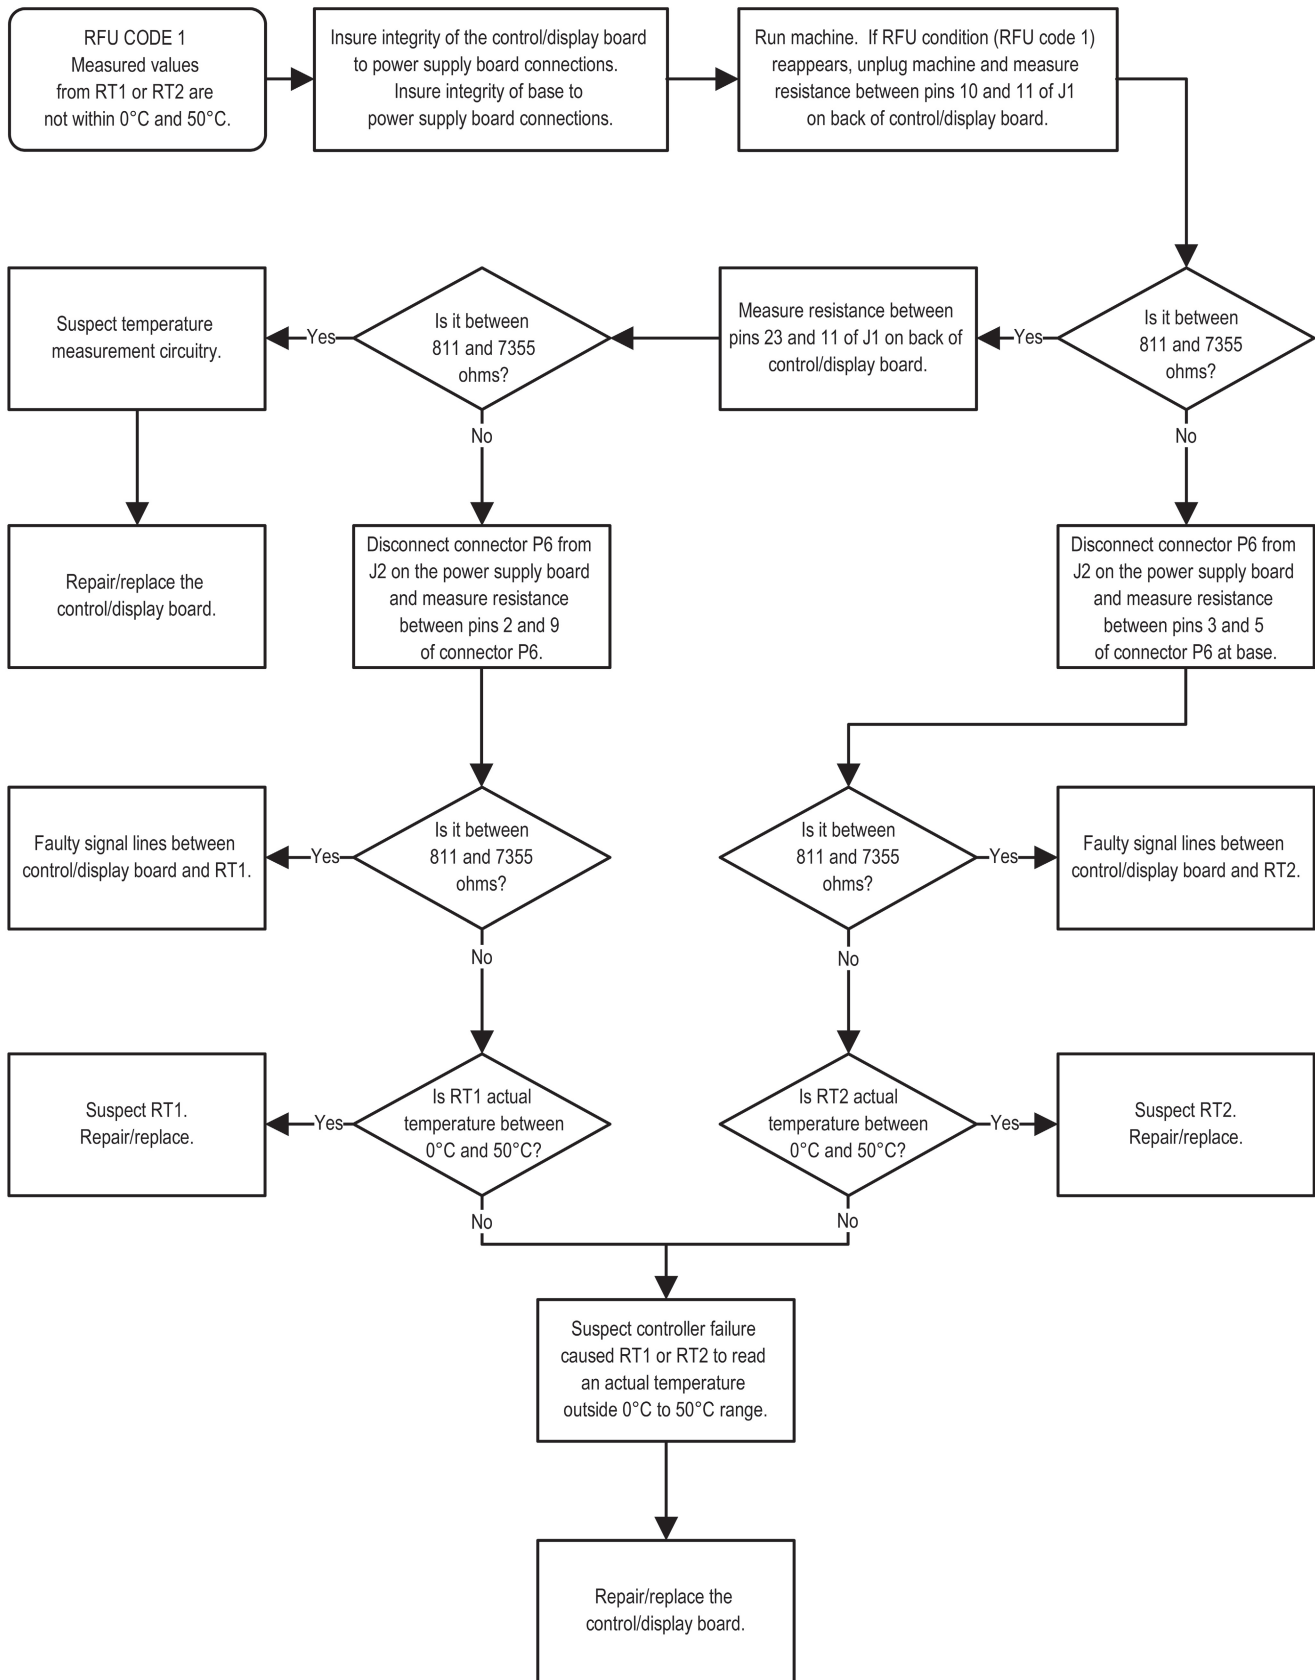 RFU CODE 1
Measured values
from RT1 or RT2 are
not within 0°C and 50°C.
Insure integrity of the control/display board
to power supply board connections.
Insure integrity of base to
power supply board connections.
Run machine. If RFU condition (RFU code 1)
reappears, unplug machine and measure
resistance between pins 10 and 11 of J1
on back of control/display board.
Is it between
811 and 7355
ohms?
Yes
No
Measure resistance between
pins 23 and 11 of J1 on back of
control/display board.
Is it between
811 and 7355
ohms?
Yes
No
Suspect temperature
measurement circuitry.
Repair/replace the
control/display board.
Disconnect connector P6 from
J2 on the power supply board
and measure resistance
between pins 2 and 9
of connector P6.
Disconnect connector P6 from
J2 on the power supply board
and measure resistance
between pins 3 and 5
of connector P6 at base.
Faulty signal lines between
control/display board and RT1.
Yes
Is it between
811 and 7355
ohms?
No
Is it between
811 and 7355
ohms?
Yes
No
Faulty signal lines between
control/display board and RT2.
Suspect RT1.
Repair/replace.
Yes
Is RT1 actual
temperature between
0°C and 50°C?
No
Is RT2 actual
temperature between
0°C and 50°C?
Yes
No
Suspect RT2.
Repair/replace.
Suspect controller failure
caused RT1 or RT2 to read
an actual temperature
outside 0°C to 50°C range.
Repair/replace the
control/display board.